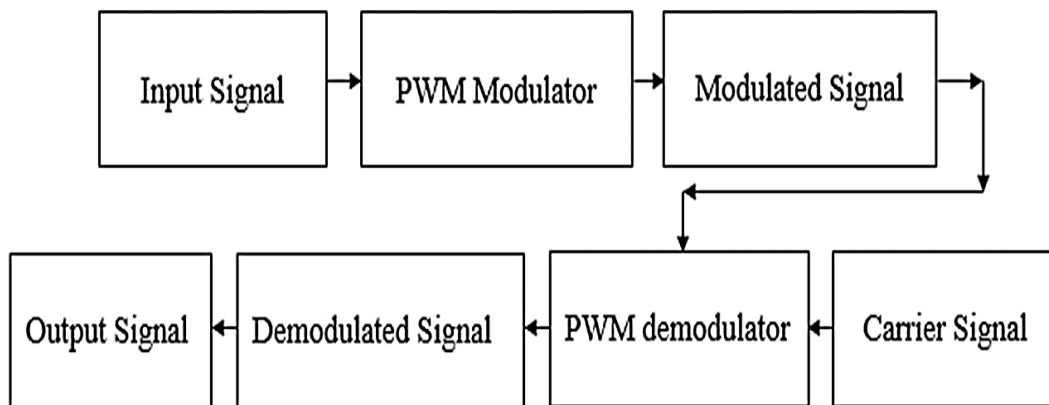 Input Signal
PWM Modulator
Modulated Signal
Output Signal
Demodulated Signal
PWM demodulator
Carrier Signal